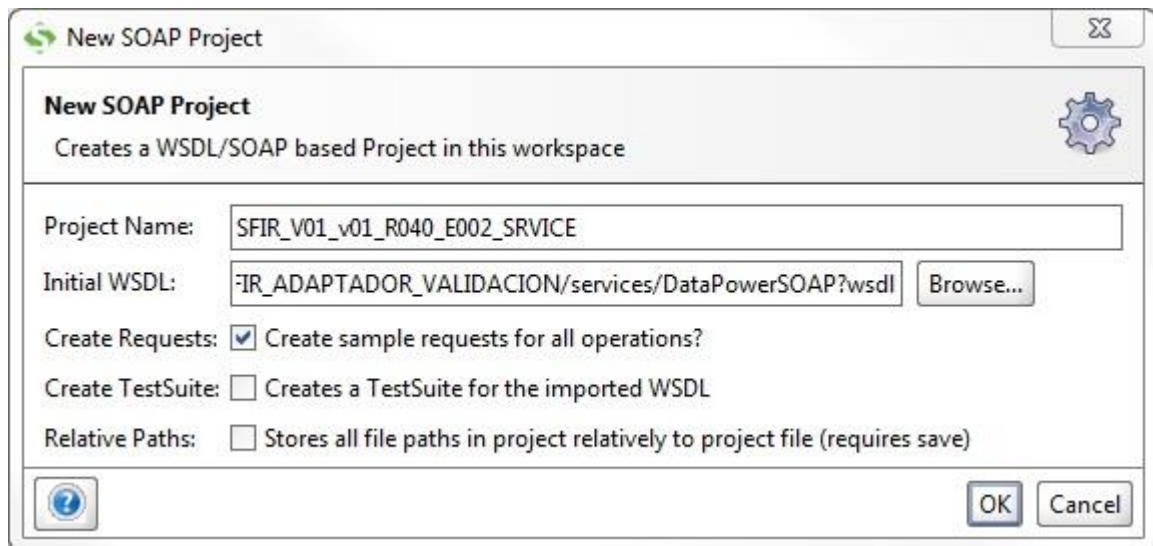 New SOAP Project
New SOAP Project
Creates a WSDL/SOAP based Project in this workspace
Project Name: SFIR_V01_v01_R040_E002_SRVICE
Initial WSDL: FIR_ADAPTADOR_VALIDACION/services/DataPowerSOAP?wsdl Browse...
Create Requests: Create sample requests for all operations?
Create TestSuite: Creates a TestSuite for the imported WSDL
Relative Paths: Stores all file paths in project relatively to project file (requires save)
OK Cancel